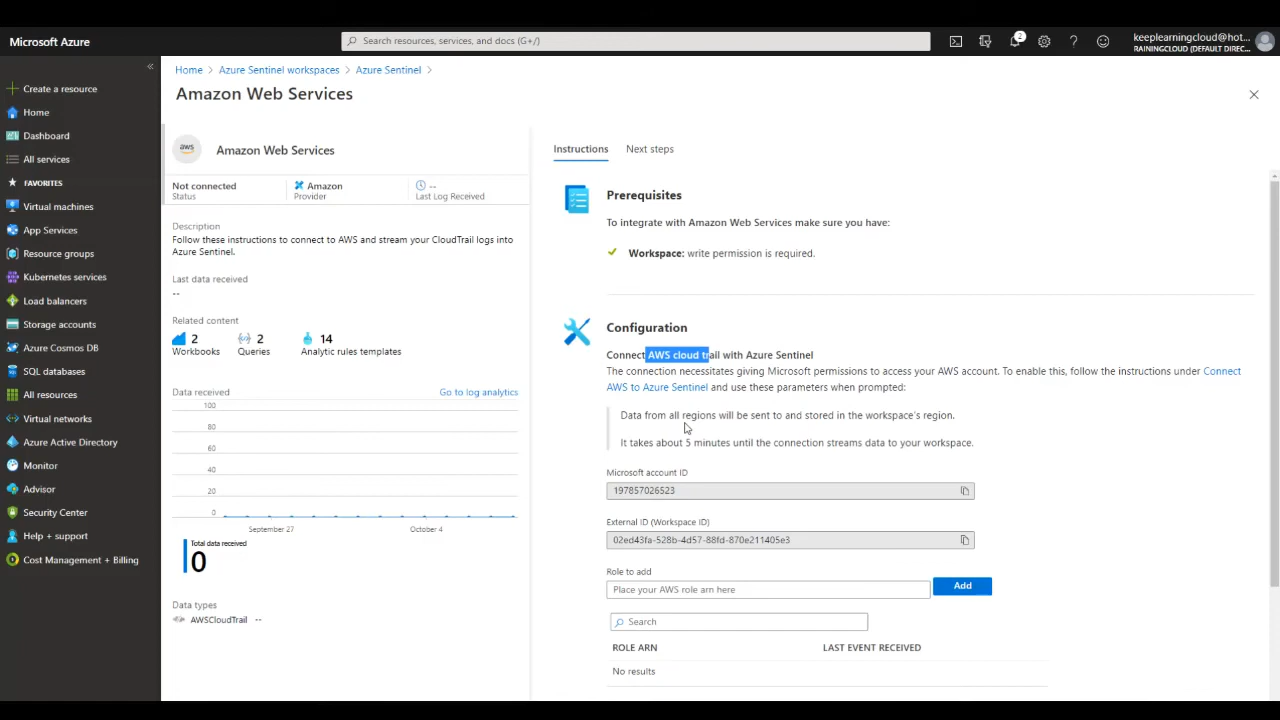 Microsoft Azure
Search resources, services, and docs (G+/)
2
keeplearningcloud@hot...
RAININGCLOUD (DEFAULT DIREC...
Create a resource
Home
Dashboard
All services
FAVORITES
Virtual machines
App Services
Resource groups
Kubernetes services
Load balancers
Storage accounts
Azure Cosmos DB
SQL databases
All resources
Virtual networks
Azure Active Directory
Monitor
Advisor
Security Center
Help + support
Cost Management + Billing
Home > Azure Sentinel workspaces > Azure Sentinel >
Amazon Web Services
aws
Amazon Web Services
Not connected
Status
Amazon
Provider
--
Last Log Received
Description
Follow these instructions to connect to AWS and stream your CloudTrail logs into
Azure Sentinel.
Last data received
--
Related content
2
Workbooks
2
Queries
14
Analytic rules templates
Data received
Go to log analytics
100
80
60
40
20
0
September 27
October 4
Total data received
0
Data types
AWSCloudTrail --
Instructions
Next steps
Prerequisites
To integrate with Amazon Web Services make sure you have:
Workspace: write permission is required.
Configuration
Connect AWS cloud trail with Azure Sentinel
The connection necessitates giving Microsoft permissions to access your AWS account. To enable this, follow the instructions under Connect
AWS to Azure Sentinel and use these parameters when prompted:
Data from all regions will be sent to and stored in the workspace's region.
It takes about 5 minutes until the connection streams data to your workspace.
Microsoft account ID
197857026523
External ID (Workspace ID)
02ed43fa-528b-4d57-88fd-870e211405e3
Role to add
Place your AWS role arn here
Add
Search
ROLE ARN
LAST EVENT RECEIVED
No results